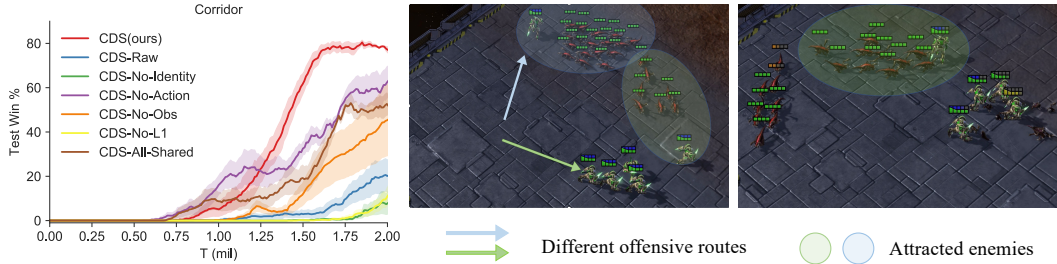 Corridor
80
60
40
20
0
Test Win %
CDS(ours)
CDS-Raw
CDS-No-Identity
CDS-No-Action
CDS-No-Obs
CDS-No-L1
CDS-All-Shared
0.00 0.25 0.50 0.75 1.00 1.25 1.50 1.75 2.00
T (mil)
Different offensive routes
Attracted enemies